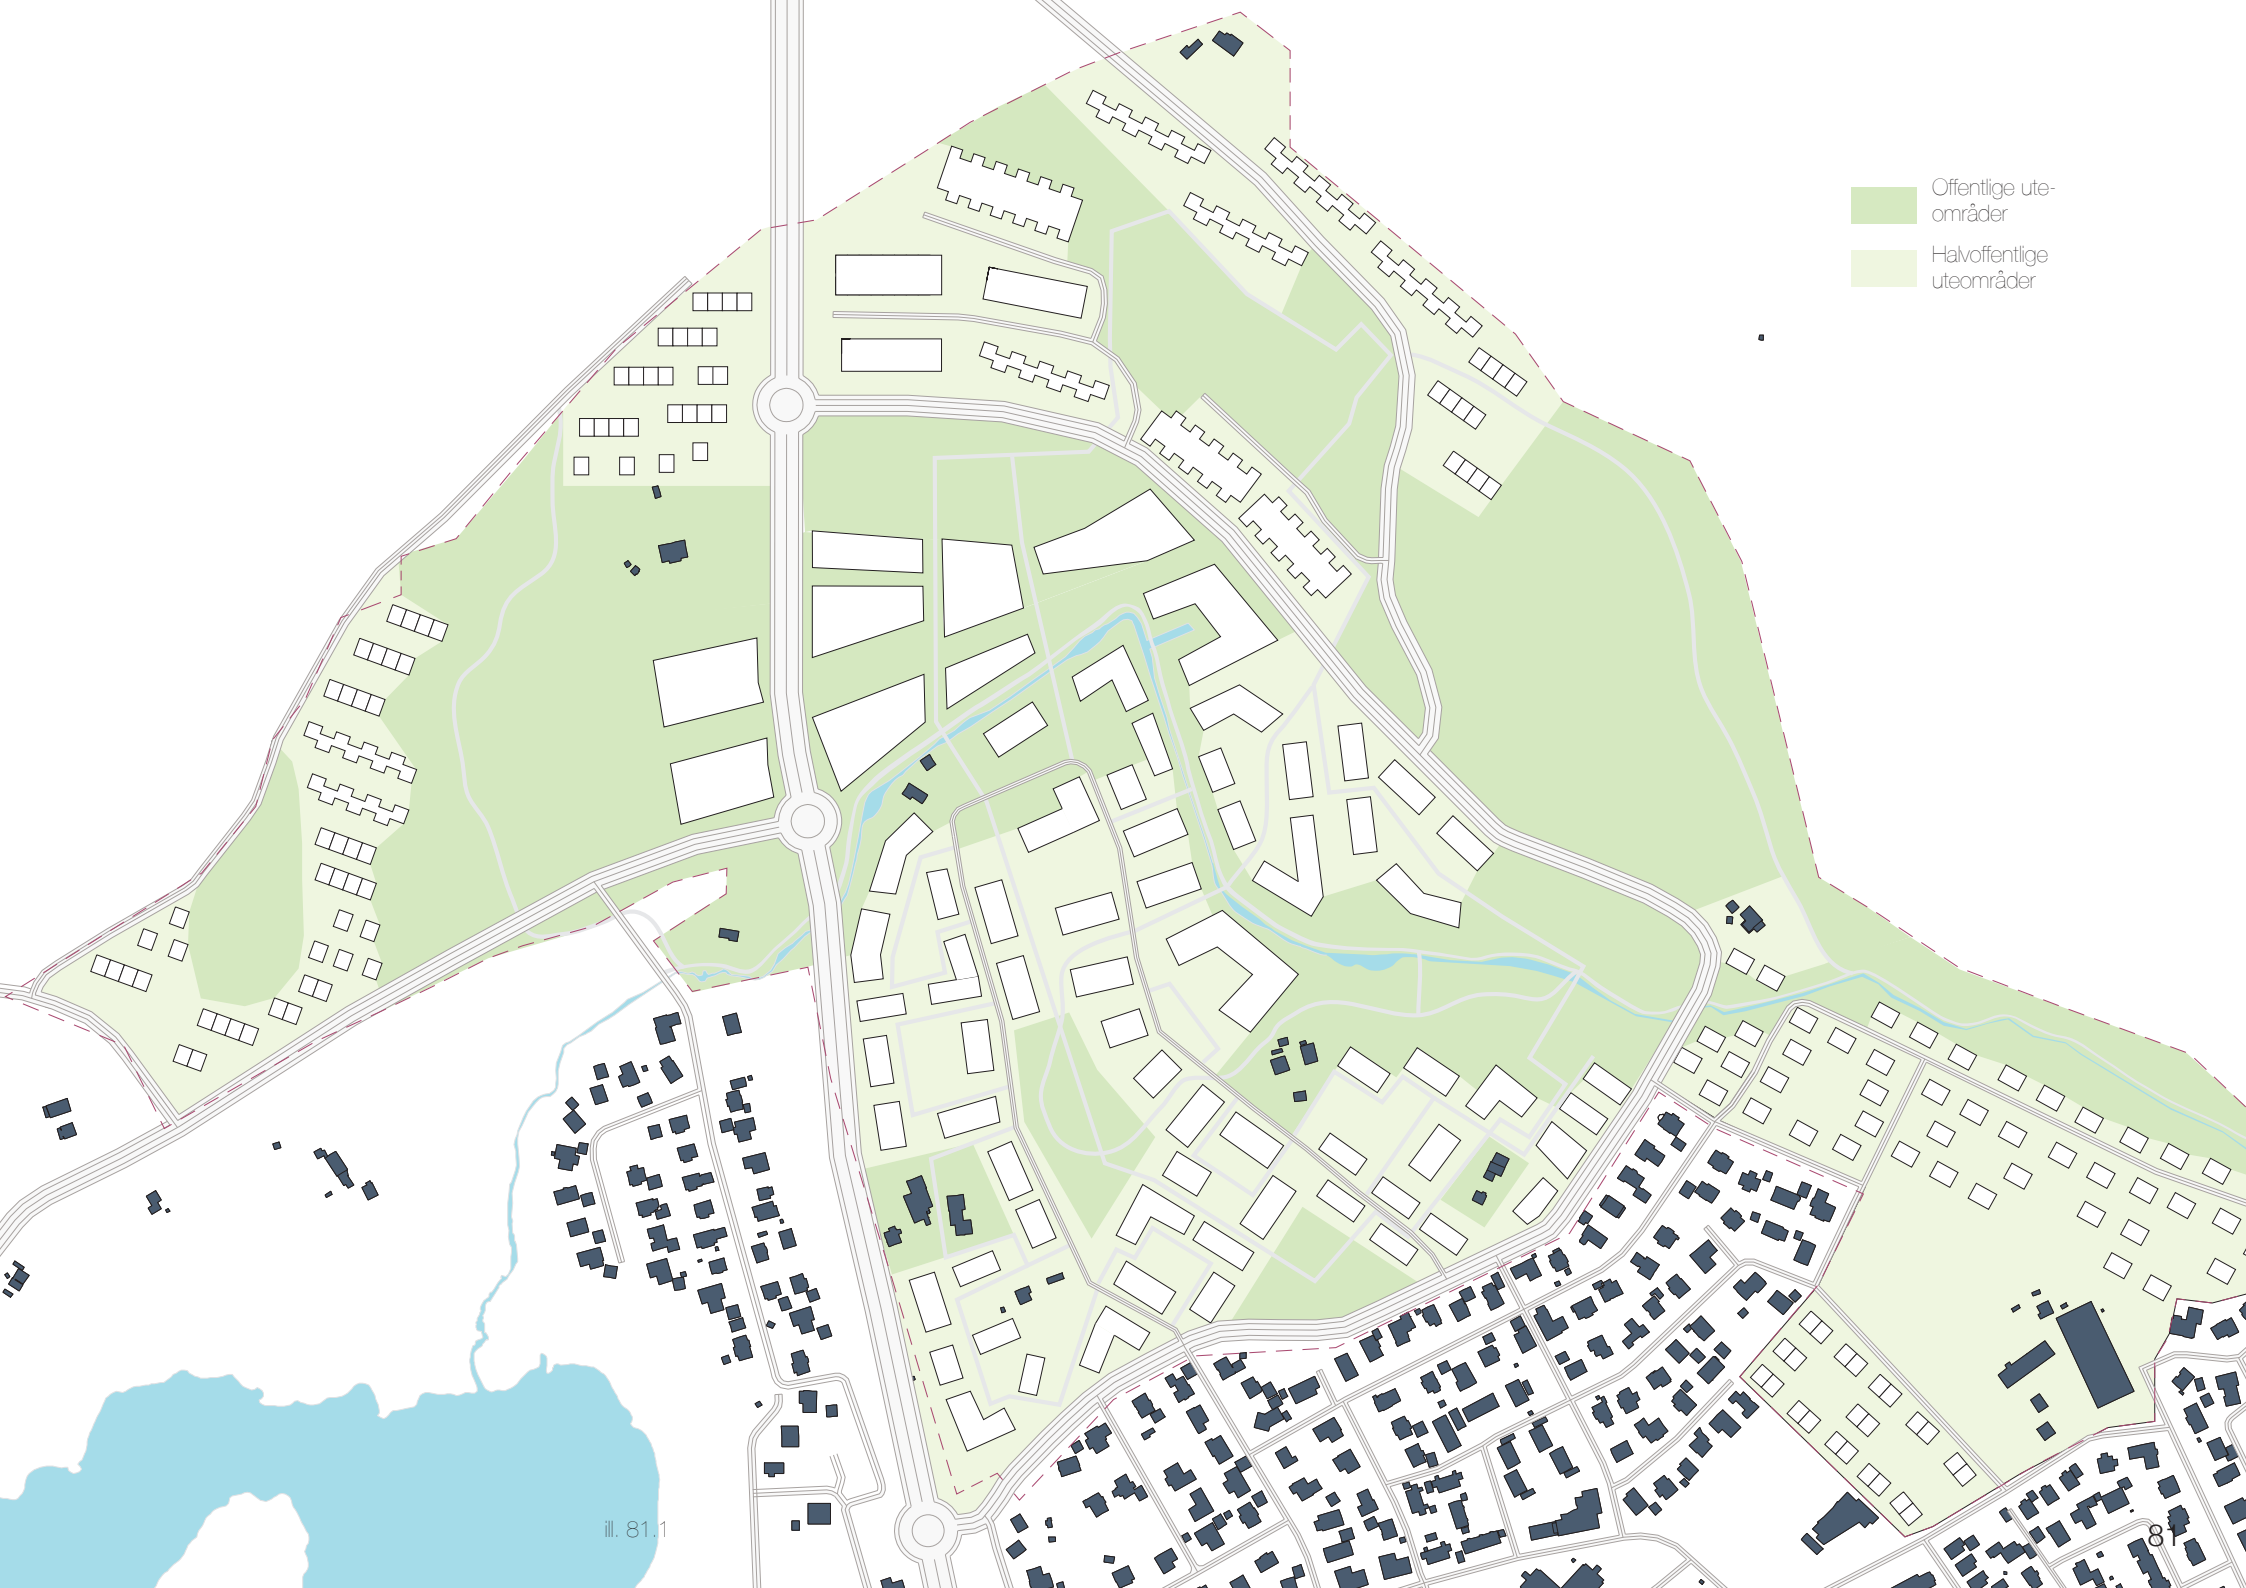 Offentlige ute-
områder
Halvoffentlige
uteområder
ill. 81.1
81